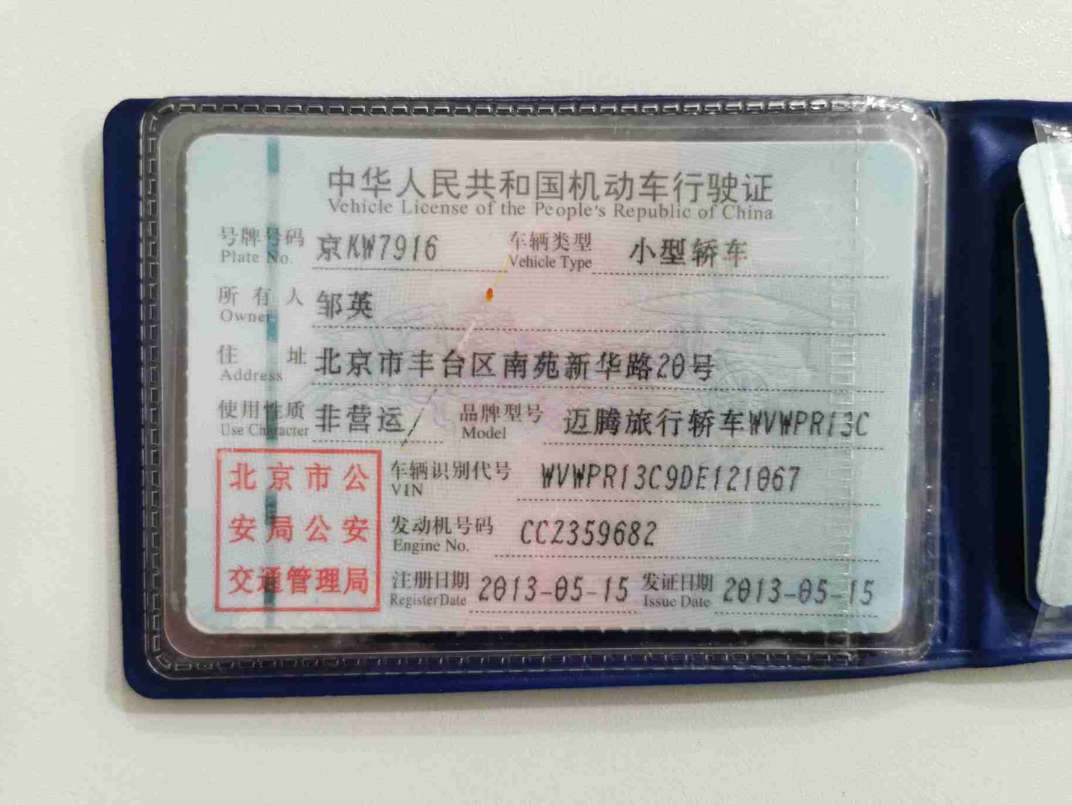 中华人民共和国机动车行驶证
Vehicle License of the People's Republic of China
号牌号码 京KW7916 车辆类型 小型轿车
Plate No. Vehicle Type
所有人 邹英
Owner
住址 北京市丰台区南苑新华路20号
Address
使用性质 非营运 品牌型号 迈腾旅行轿车WVWPR13C
Use Character Model
北京市公
安局公安
交通管理局
车辆识别代号 WVWPR13C9DE121067
VIN
发动机号码 CCZ359682
Engine No.
注册日期 2013-05-15 发证日期 2013-05-15
Register Date Issue Date